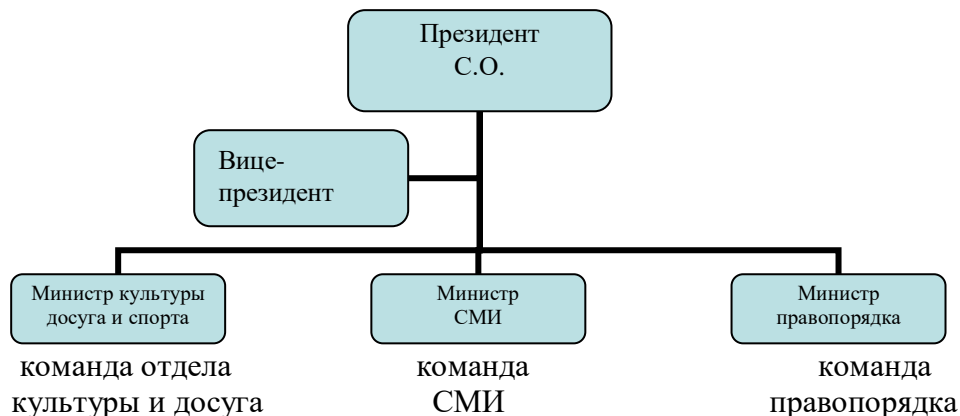 Президент
С.О.
Вице-
президент
Министр культуры
досуга и спорта
Министр
СМИ
Министр
правопорядка
команда отдела
культуры и досуга
команда
СМИ
команда
правопорядка